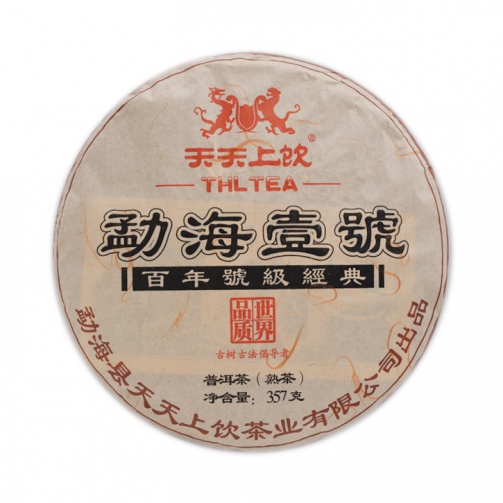 天天上饮®
THLTEA
勐海壹號
百年號級經典
世界品质
古树古法倡导者
普洱茶（熟茶）
净含量：357克
勐海县天天上饮茶业有限公司出品